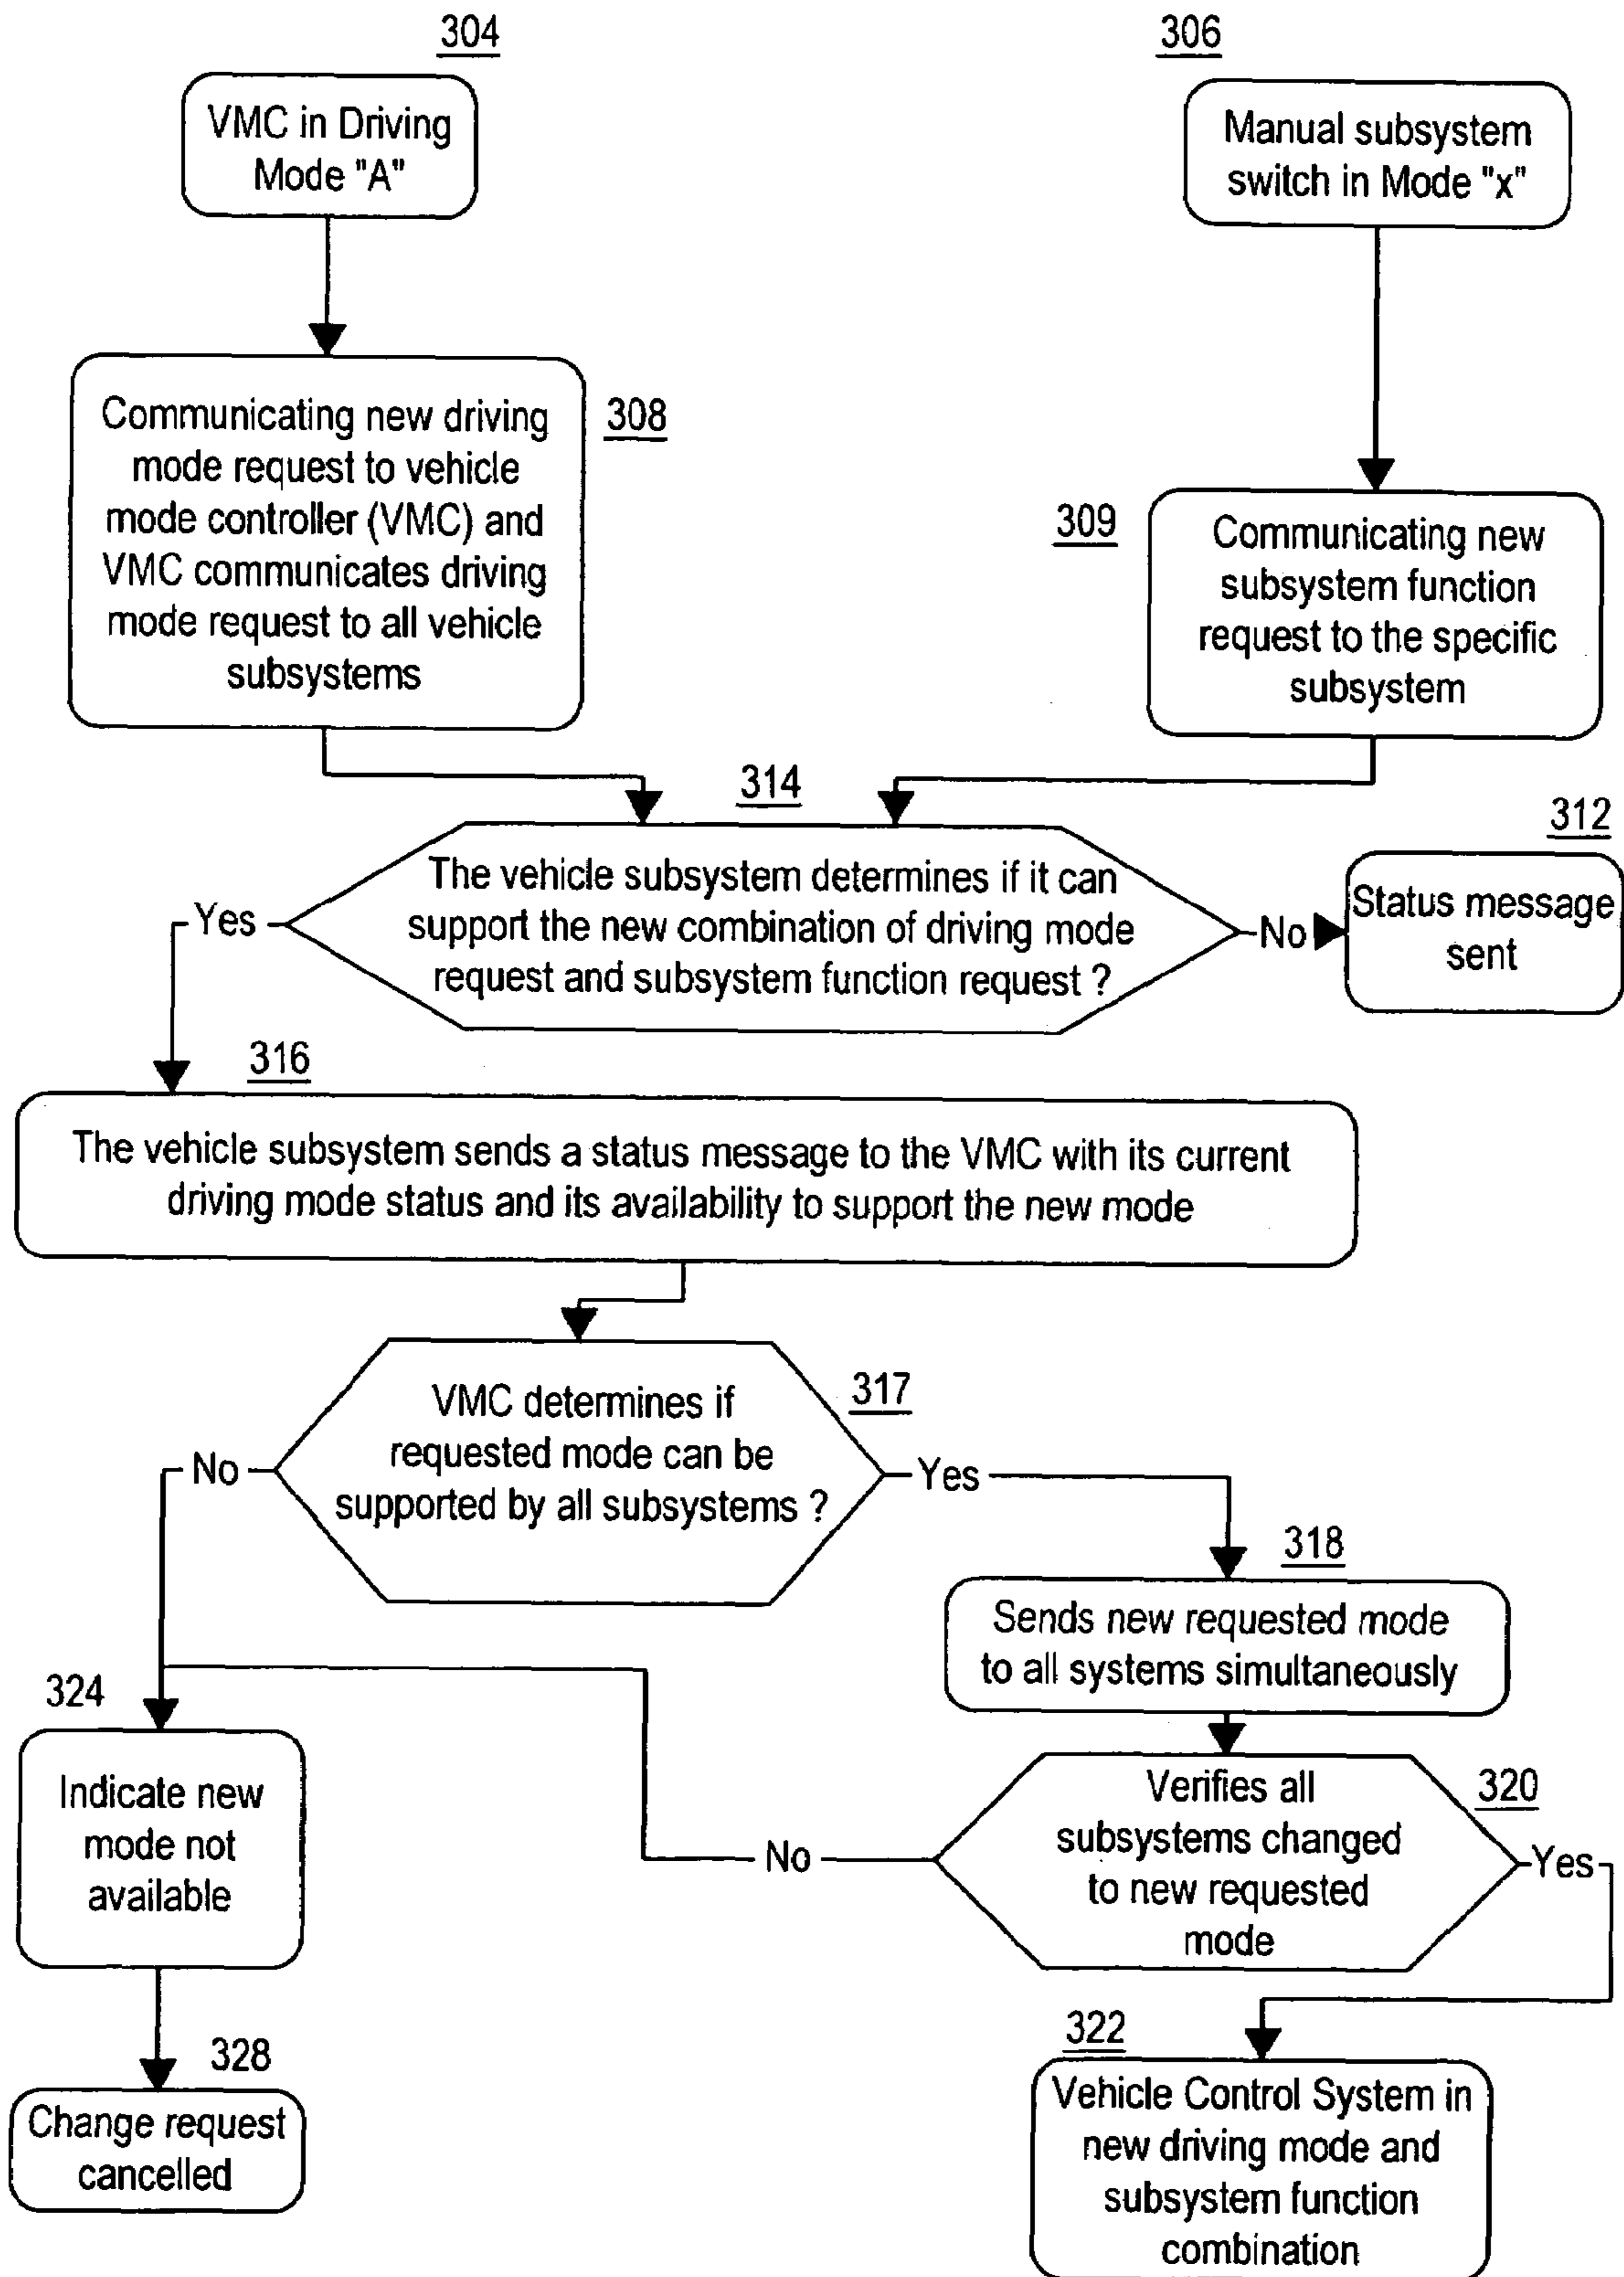 304
VMC in Driving
Mode "A"
306
Manual subsystem
switch in Mode "x"
Communicating new driving
mode request to vehicle
mode controller (VMC) and
VMC communicates driving
mode request to all vehicle
subsystems
308
309
Communicating new
subsystem function
request to the specific
subsystem
314
The vehicle subsystem determines if it can
support the new combination of driving mode
request and subsystem function request ?
Yes
No
312
Status message
sent
316
The vehicle subsystem sends a status message to the VMC with its current
driving mode status and its availability to support the new mode
VMC determines if
requested mode can be
supported by all subsystems ?
317
No
Yes
318
Sends new requested mode
to all systems simultaneously
324
Indicate new
mode not
available
Verifies all
subsystems changed
to new requested
mode
320
No
Yes
328
Change request
cancelled
322
Vehicle Control System in
new driving mode and
subsystem function
combination